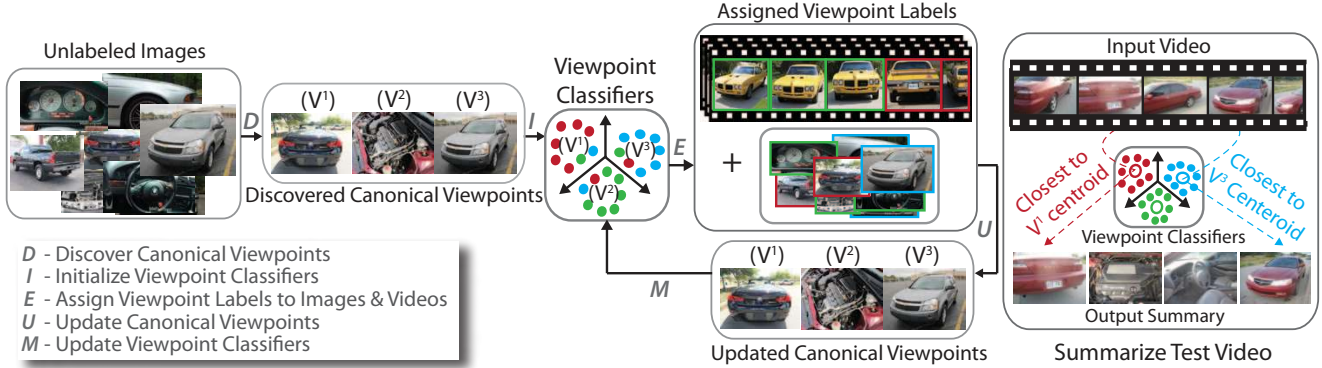 Unlabeled Images
D
(V¹) (V²) (V³)
Discovered Canonical Viewpoints
I
Viewpoint
Classifiers
(V¹)
(V³)
(V²)
E
Assigned Viewpoint Labels
+
U
(V¹) (V²) (V³)
Updated Canonical Viewpoints
M
D - Discover Canonical Viewpoints
I - Initialize Viewpoint Classifiers
E - Assign Viewpoint Labels to Images & Videos
U - Update Canonical Viewpoints
M - Update Viewpoint Classifiers
Input Video
Closest to
V¹ centroid
Closest to
V³ Centeroid
Viewpoint Classifiers
Output Summary
Summarize Test Video